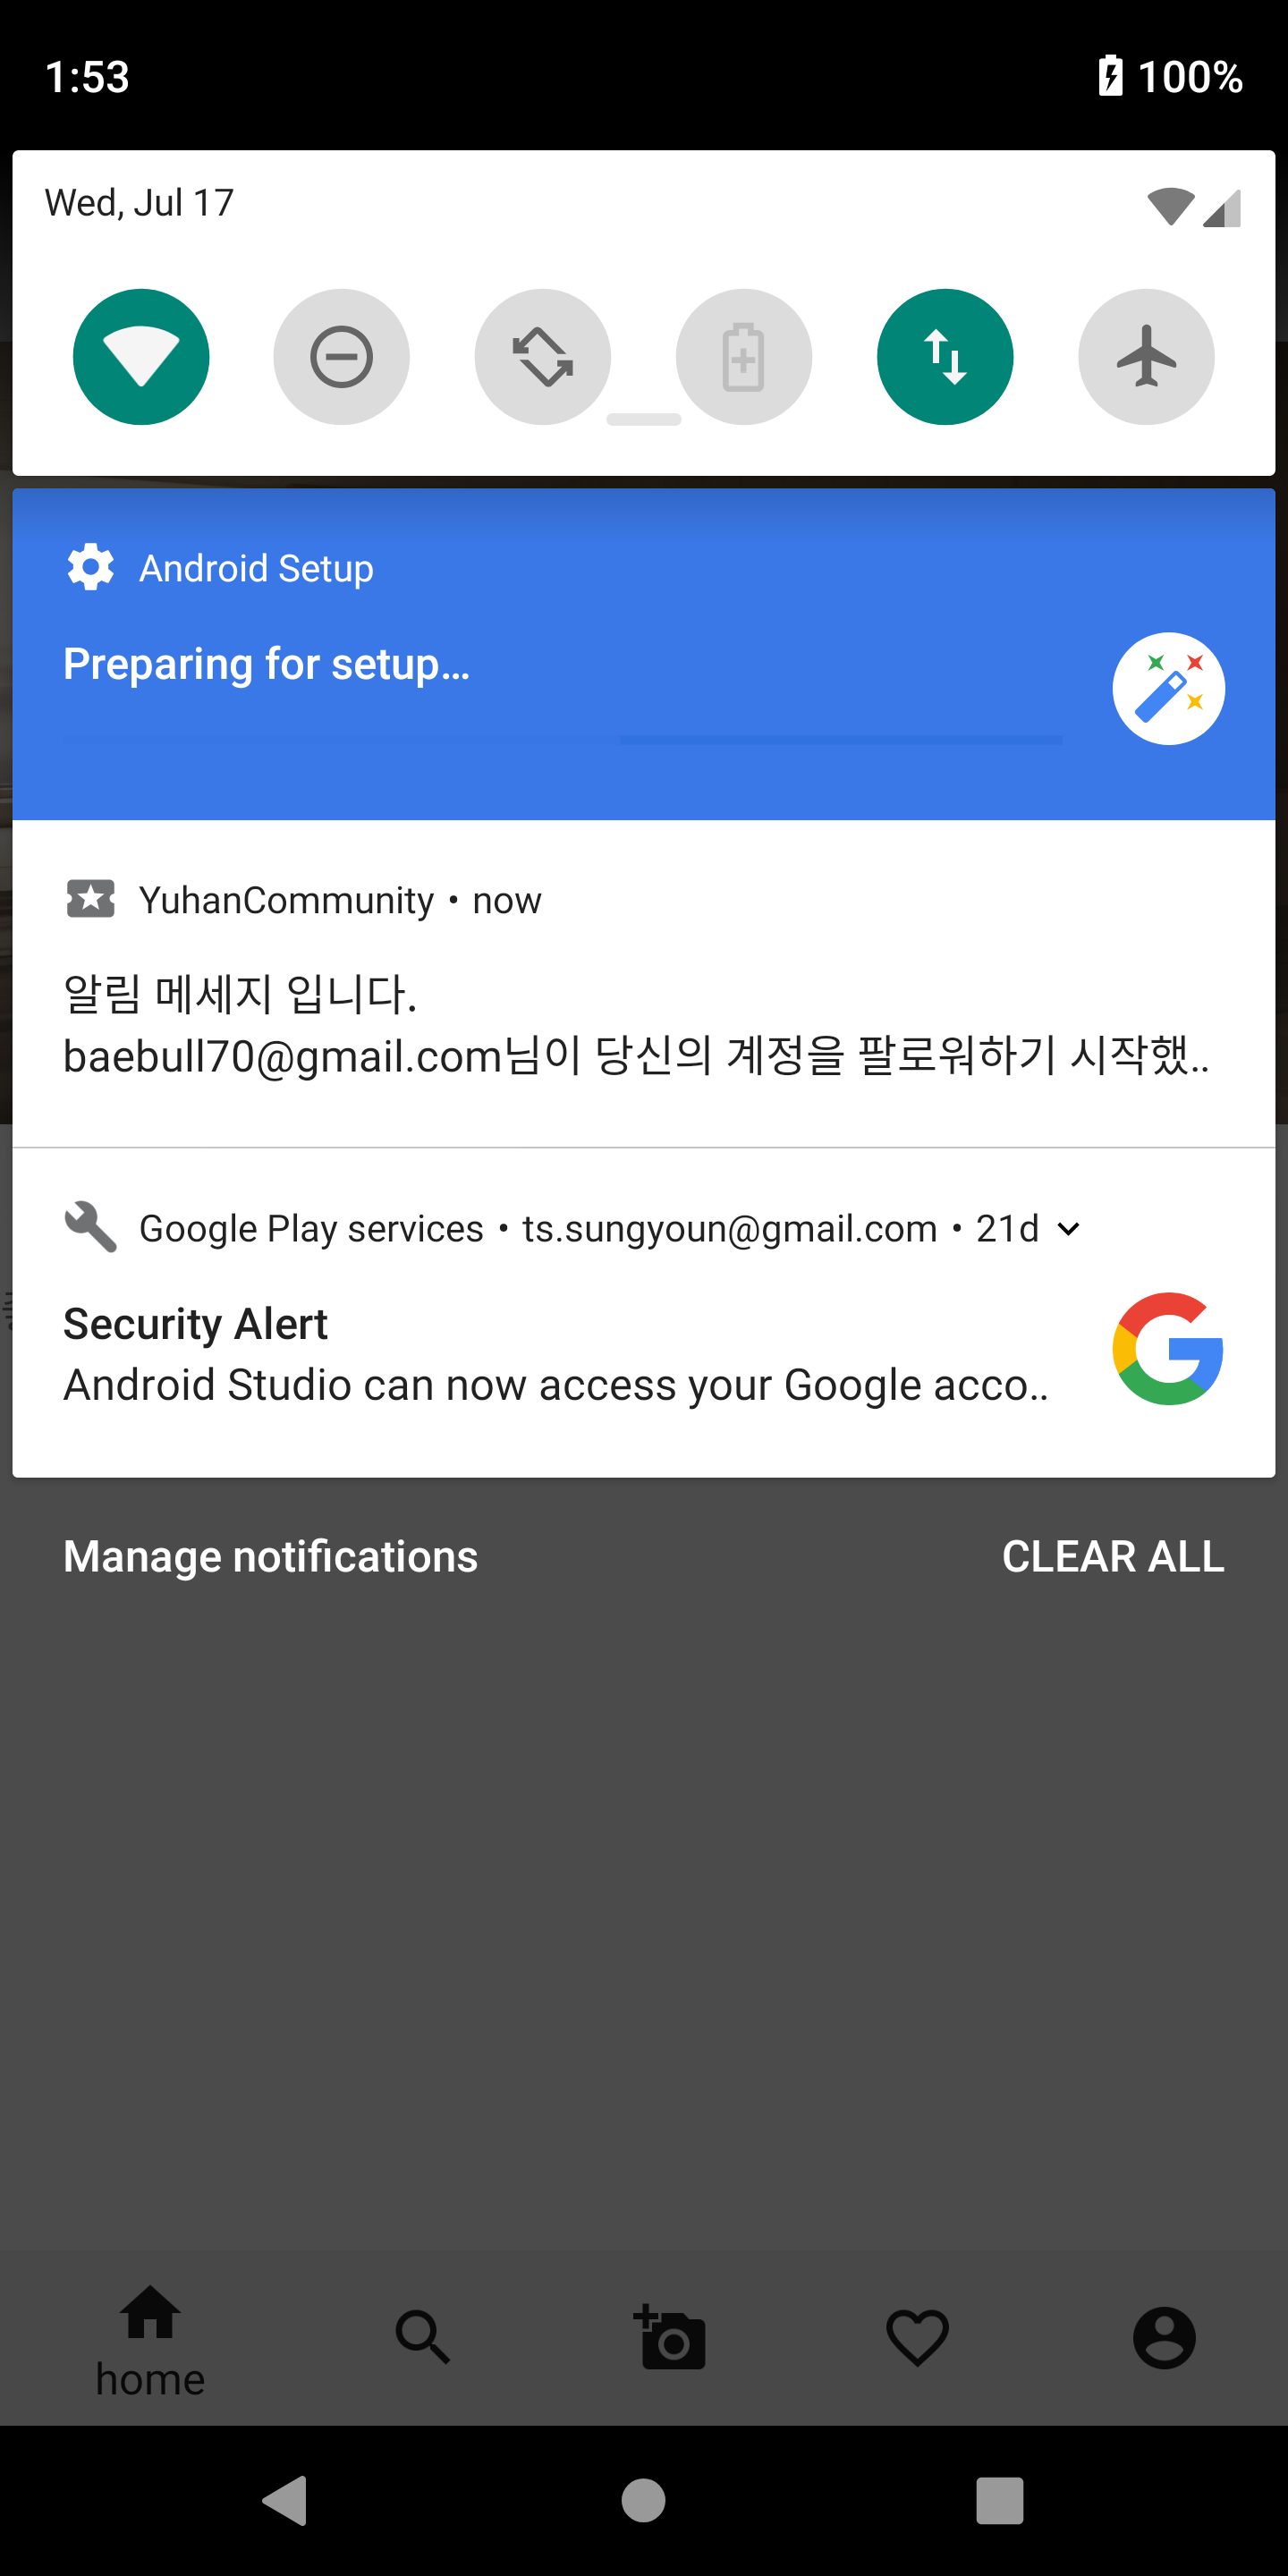 1:53
100%
Wed, Jul 17
Android Setup
Preparing for setup…
YuhanCommunity • now
알림 메세지 입니다.
baebull70@gmail.com님이 당신의 계정을 팔로워하기 시작했..
Google Play services • ts.sungyoun@gmail.com • 21d
Security Alert
Android Studio can now access your Google acco..
Manage notifications
CLEAR ALL
home